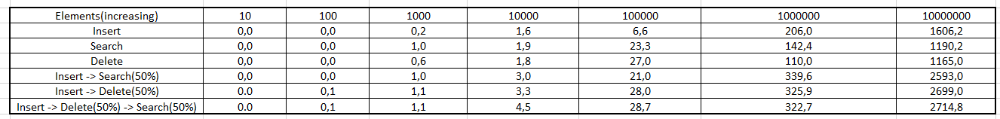 Elements(increasing) 10 100 1000 10000 100000 1000000 10000000
Insert 0,0 0,0 0,2 1,6 6,6 206,0 1606,2
Search 0,0 0,0 1,0 1,9 23,3 142,4 1190,2
Delete 0,0 0,0 0,6 1,8 27,0 110,0 1165,0
Insert -> Search(50%) 0,0 0,0 1,0 3,0 21,0 339,6 2593,0
Insert -> Delete(50%) 0.0 0,1 1,1 3,3 28,0 325,9 2699,0
Insert -> Delete(50%) -> Search(50%) 0.0 0,1 1,1 4,5 28,7 322,7 2714,8